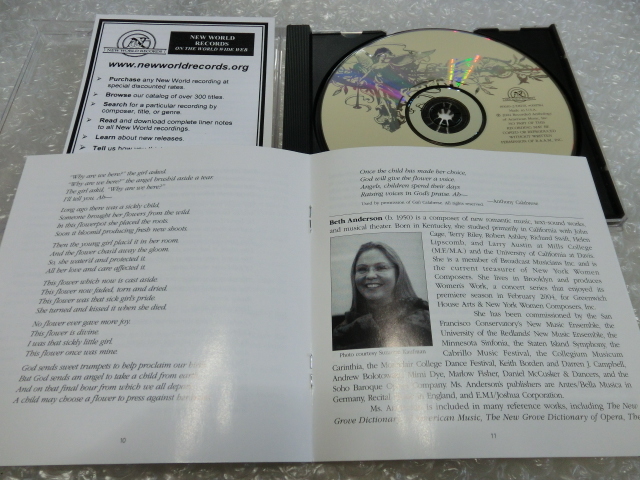 NEW WORLD RECORDS
NEW WORLD
RECORDS
ON THE WORLD WIDE WEB
www.newworldrecords.org
Purchase any New World recording at
special discounted rates.
Browse our catalog of over 300 titles.
Search for a particular recording by
composer, title, or genre.
Read and download complete liner notes
to all New World recordings.
Learn about new releases.
Tell us how you
"Why are we here?" the girl asked.
"Why are we here?" the angel brushed aside a tear.
The girl asked, "Why are we here?"
I'll tell you. Ah—
Long ago there was a sickly child.
Someone brought her flowers from the wild.
In this flowerpot she placed the roots.
Soon it bloomed producing fresh new shoots.
Then the young girl placed it in her room,
And the flower chas'd away the gloom.
So, she water'd and protected it.
All her love and care affected it.
This flower which now is cast aside
This flower now faded, torn and dried.
This flower was that sick girl's pride
She turned and kissed it when she died.
No flower ever gave more joy.
This flower is divine.
I was that sickly little girl.
This flower once was mine.
God sends sweet trumpets to help proclaim our
But God sends an angel to take a child from
And on that final hour from which we all
A child may choose a flower to press against her
10
Once the child has made her choice,
God will give the flower a voice.
Angels, children spend their days
Raising voices in God's praise. Ah—
—Anthony Calabrese
Used by permission of Gun Calabrese. All rights reserved.
Beth Anderson (b. 1950) is a composer of new romantic music, text-sound works,
and musical theater. Born in Kentucky, she studied primarily in California with John
Cage, Terry Riley, Robert Ashley, Richard Swift, Helen
Lipscomb, and Larry Austin at Mills College
(M.F.A./M.A.) and the University of California at Davis.
She is a member of Broadcast Musicians Inc. and is
the current treasurer of New York Women
Composers. She lives in Brooklyn and produces
Women's Work, a concert series that enjoyed its
premiere season in February 2004, for Greenwich
House Arts & New York Women Composers, Inc.
She has been commissioned by the San
Francisco Conservatory's New Music Ensemble, the
University of the Redlands' New Music Ensemble, the
Minnesota Sinfonia, the Staten Island Symphony, the
Cabrillo Music Festival, the Collegium Musicum
Photo courtesy
Carinthia, the College Dance Festival, Keith Borden and Darren J. Campbell,
Andrew Mimi Dye, Marlow Fisher, Daniel McCusker & Dancers, and the
Soho Baroque Company. Ms. Anderson's publishers are Antes/Bella Musica in
Germany, Recital England, and E.M.I/Joshua Corporation.
Ms. is included in many reference works, including The New
Grove Dictionary American Music, The New Grove Dictionary of Opera, The
11